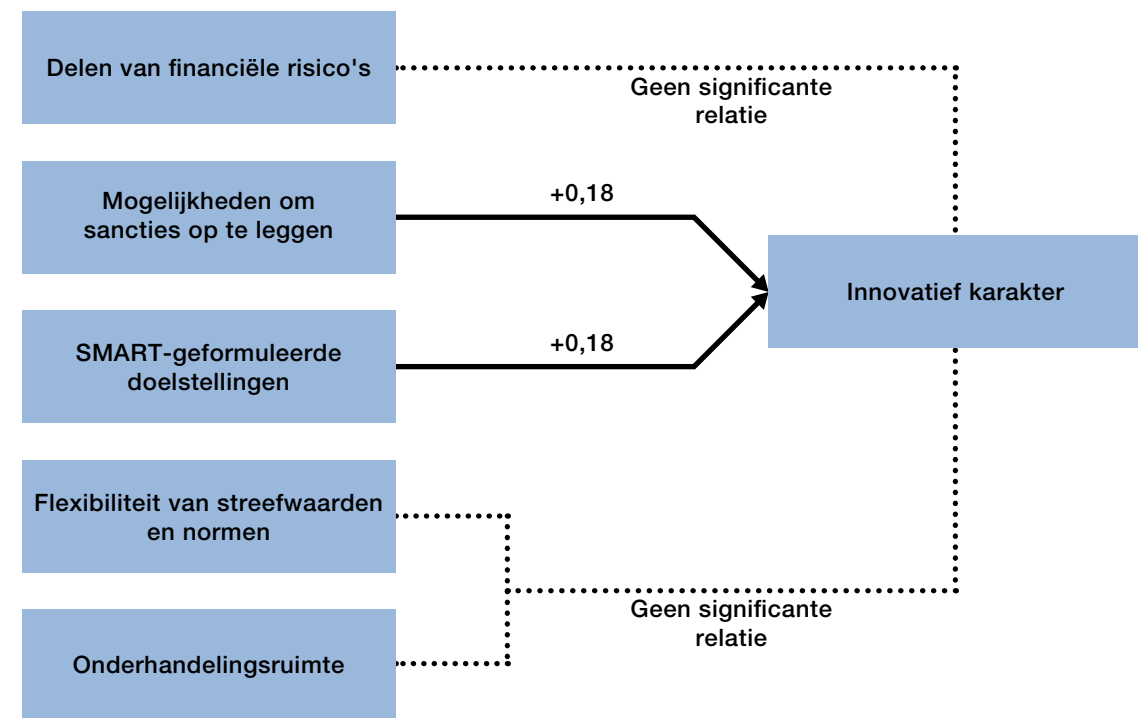 Delen van financiële risico's
Geen significante
relatie
Mogelijkheden om
sancties op te leggen
+0,18
Innovatief karakter
SMART-geformuleerde
doelstellingen
+0,18
Flexibiliteit van streefwaarden
en normen
Geen significante
relatie
Onderhandelingsruimte